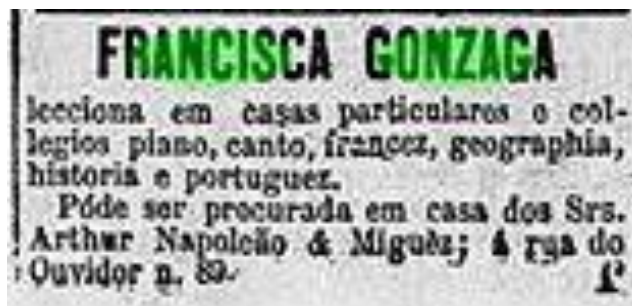 FRANCISCA GONZAGA
lecciona em casas particulares e col-
legios piano, canto, francez, geographia,
historia e portuguez.
Póde ser procurada em casa dos Srs.
Arthur Napoleão & Miguèz; á rua do
Ouvidor n. 89.